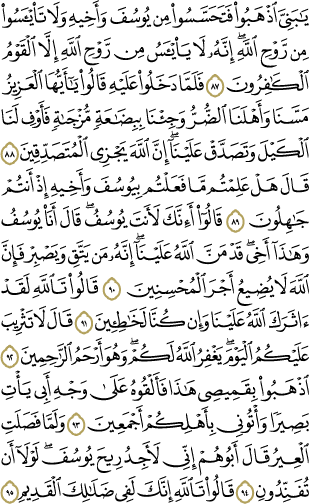 يَـٰبَنِيَّ ٱذْهَبُوا۟ فَتَحَسَّسُوا۟ مِن يُوسُفَ وَأَخِيهِ وَلَا تَا۟يْـَٔسُوا۟
مِن رَّوْحِ ٱللَّهِ ۖ إِنَّهُۥ لَا يَا۟يْـَٔسُ مِن رَّوْحِ ٱللَّهِ إِلَّا ٱلْقَوْمُ
ٱلْكَـٰفِرُونَ ٨٧ فَلَمَّا دَخَلُوا۟ عَلَيْهِ قَالُوا۟ يَـٰٓأَيُّهَا ٱلْعَزِيزُ
مَسَّنَا وَأَهْلَنَا ٱلضُّرُّ وَجِئْنَا بِبِضَـٰعَةٍ مُّزْجَىٰةٍ فَأَوْفِ لَنَا
ٱلْكَيْلَ وَتَصَدَّقْ عَلَيْنَآ ۖ إِنَّ ٱللَّهَ يَجْزِى ٱلْمُتَصَدِّقِينَ ٨٨
قَالَ هَلْ عَلِمْتُم مَّا فَعَلْتُم بِيُوسُفَ وَأَخِيهِ إِذْ أَنتُمْ
جَـٰهِلُونَ ٨٩ قَالُوٓا۟ أَءِنَّكَ لَأَنتَ يُوسُفُ ۖ قَالَ أَنَا۠ يُوسُفُ
وَهَـٰذَآ أَخِى ۖ قَدْ مَنَّ ٱللَّهُ عَلَيْنَآ ۖ إِنَّهُۥ مَن يَتَّقِ وَيَصْبِرْ فَإِنَّ
ٱللَّهَ لَا يُضِيعُ أَجْرَ ٱلْمُحْسِنِينَ ٩٠ قَالُوا۟ تَٱللَّهِ لَقَدْ
ءَاثَرَكَ ٱللَّهُ عَلَيْنَا وَإِن كُنَّا لَخَـٰطِـِٔينَ ٩١ قَالَ لَا تَثْرِيبَ
عَلَيْكُمُ ٱلْيَوْمَ ۖ يَغْفِرُ ٱللَّهُ لَكُمْ ۖ وَهُوَ أَرْحَمُ ٱلرَّٰحِمِينَ ٩٢
ٱذْهَبُوا۟ بِقَمِيصِى هَـٰذَا فَأَلْقُوهُ عَلَىٰ وَجْهِ أَبِى يَأْتِ
بَصِيرًا وَأْتُونِى بِأَهْلِكُمْ أَجْمَعِينَ ٩٣ وَلَمَّا فَصَلَتِ
ٱلْعِيرُ قَالَ أَبُوهُمْ إِنِّى لَأَجِدُ رِيحَ يُوسُفَ ۖ لَوْلَآ أَن
تُفَنِّدُونِ ٩٤ قَالُوا۟ تَٱللَّهِ إِنَّكَ لَفِى ضَلَـٰلِكَ ٱلْقَدِيمِ ٩٥